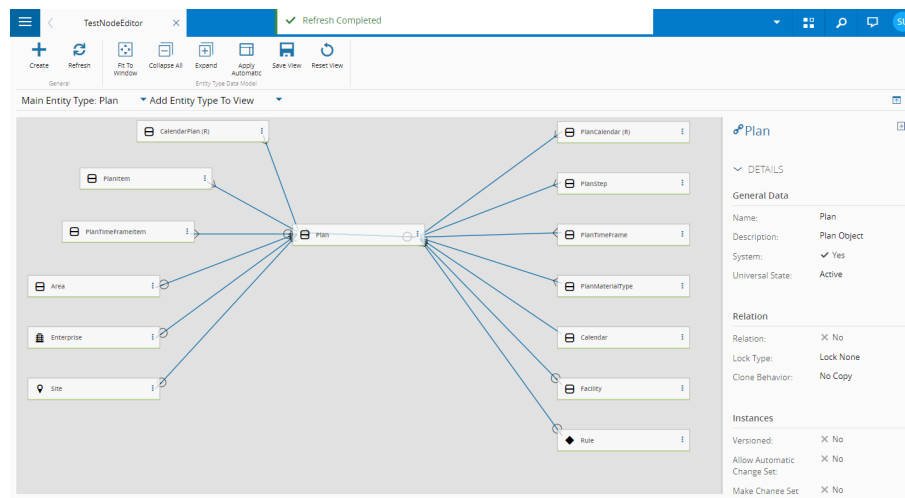 TestNodeEditor
Refresh Completed
Create
Refresh
Fit To Window
Collapse All
Expand
Apply Automatic
Save View
Reset View
General
Entity Type Data Model
Main Entity Type: Plan
Add Entity Type To View
CalendarPlan (R)
PlanItem
PlanTimeFrameItem
Area
Enterprise
Site
Plan
PlanCalendar (R)
PlanStep
PlanTimeFrame
PlanMaterialType
Calendar
Facility
Rule
Plan
DETAILS
General Data
Name: Plan
Description: Plan Object
System: Yes
Universal State: Active
Relation
Relation: No
Lock Type: Lock None
Clone Behavior: No Copy
Instances
Versioned: No
Allow Automatic Change Set: No
Make Change Set No